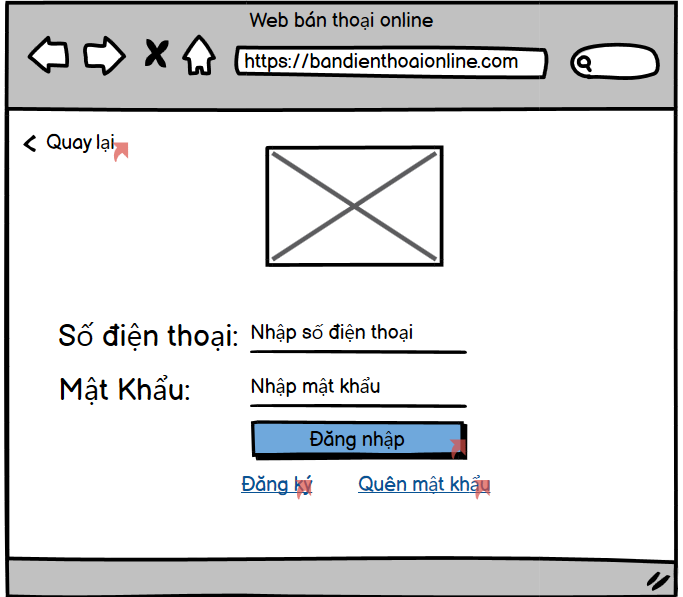 Web bán thoại online
https://bandienthoaionline.com
Quay lại
Số điện thoại: Nhập số điện thoại
Mật Khẩu: Nhập mật khẩu
Đăng nhập
Đăng ký Quên mật khẩu